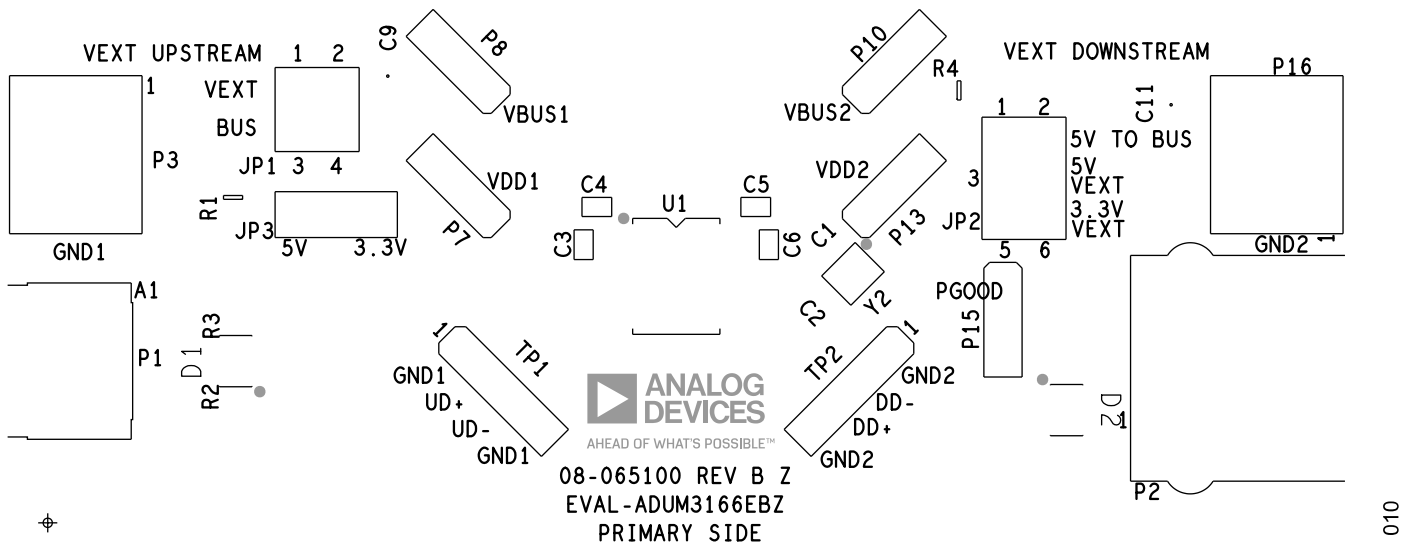 VEXT UPSTREAM
1 2
VEXT
BUS
JP1 3 4
1
P3
GND1
R1
JP3
5V 3.3V
C9
P8
VBUS1
VDD1
P7
C4
C3
U1
C5
C6
P10
VBUS2
VDD2
P13
C1
C2
Y2
R4
VEXT DOWNSTREAM
1 2
5V TO BUS
3
5V
VEXT
3.3V
VEXT
JP2
5 6
C11
P16
GND2
1
PGOOD
P15
A1
P1
R3
D1
R2
1
TP1
GND1
UD+
UD-
GND1
1
TP2
GND2
DD-
DD+
GND2
D2
1
P2
ANALOG
DEVICES
AHEAD OF WHAT'S POSSIBLE™
08-065100 REV B Z
EVAL-ADUM3166EBZ
PRIMARY SIDE
010